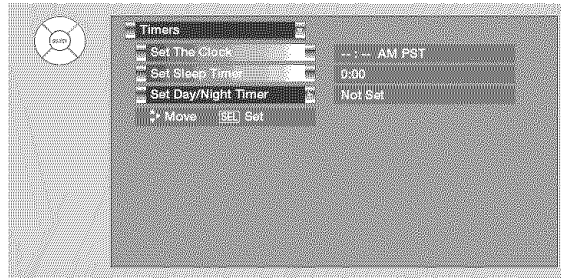 Timers
Set The Clock
-- : -- AM PST
Set Sleep Timer
0:00
Set Day/Night Timer
Not Set
Move SEL Set